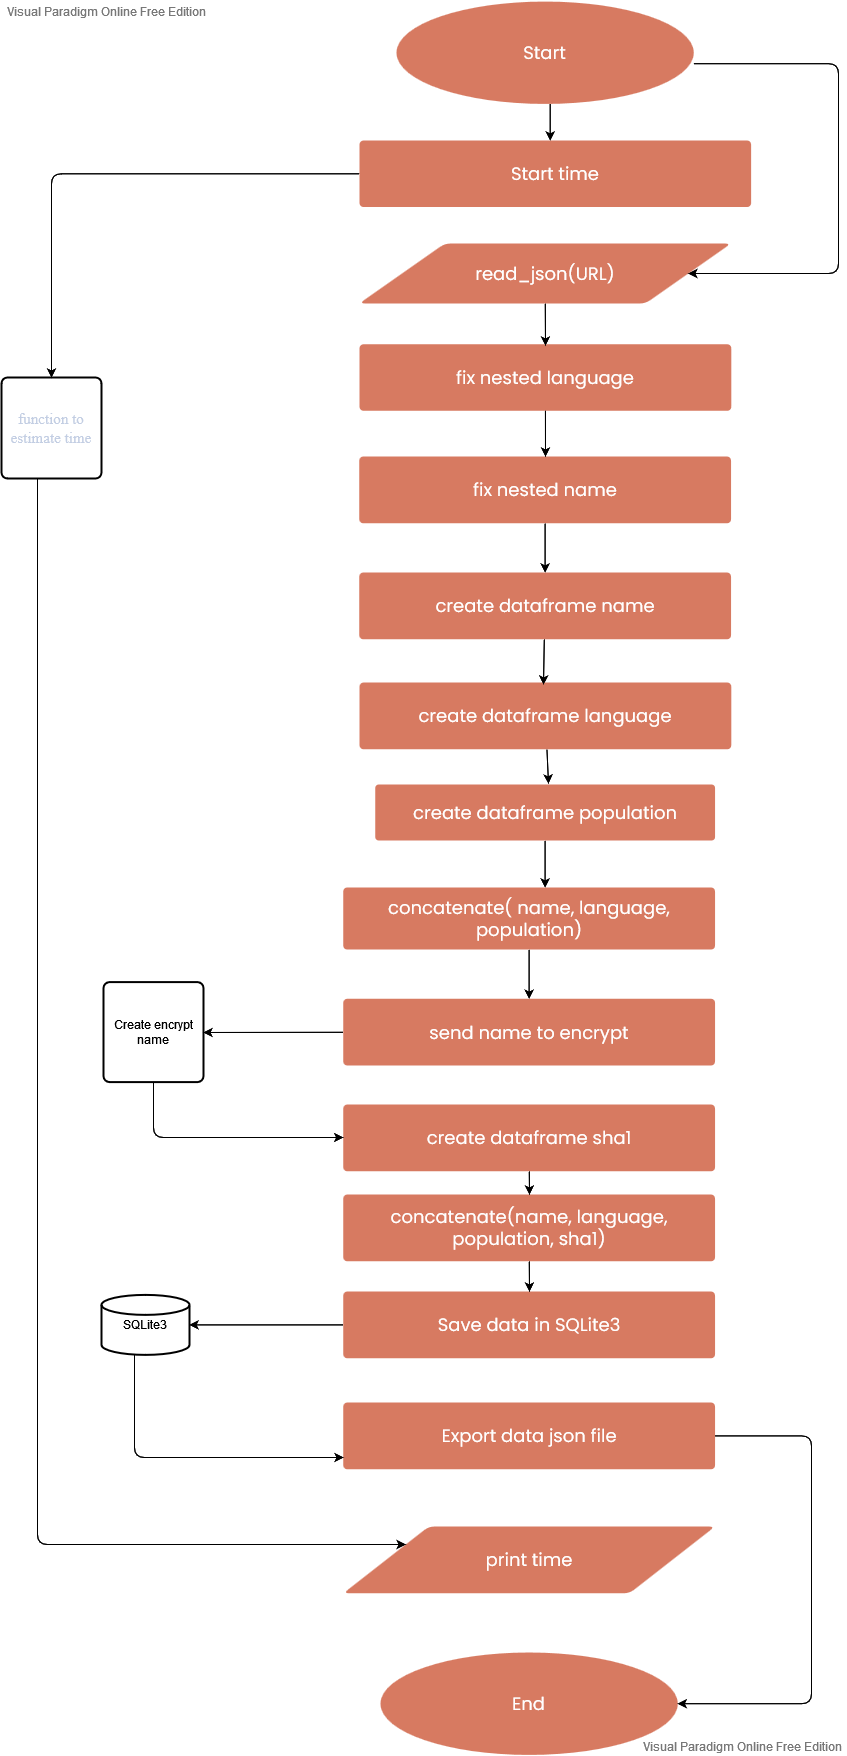 Visual Paradigm Online Free Edition
Start
Start time
read_json(URL)
fix nested language
function to
estimate time
fix nested name
create dataframe name
create dataframe language
create dataframe population
concatenate( name, language,
population)
Create encrypt
name
send name to encrypt
create dataframe sha1
concatenate(name, language,
population, sha1)
SQLite3
Save data in SQLite3
Export data json file
print time
End
Visual Paradigm Online Free Edition